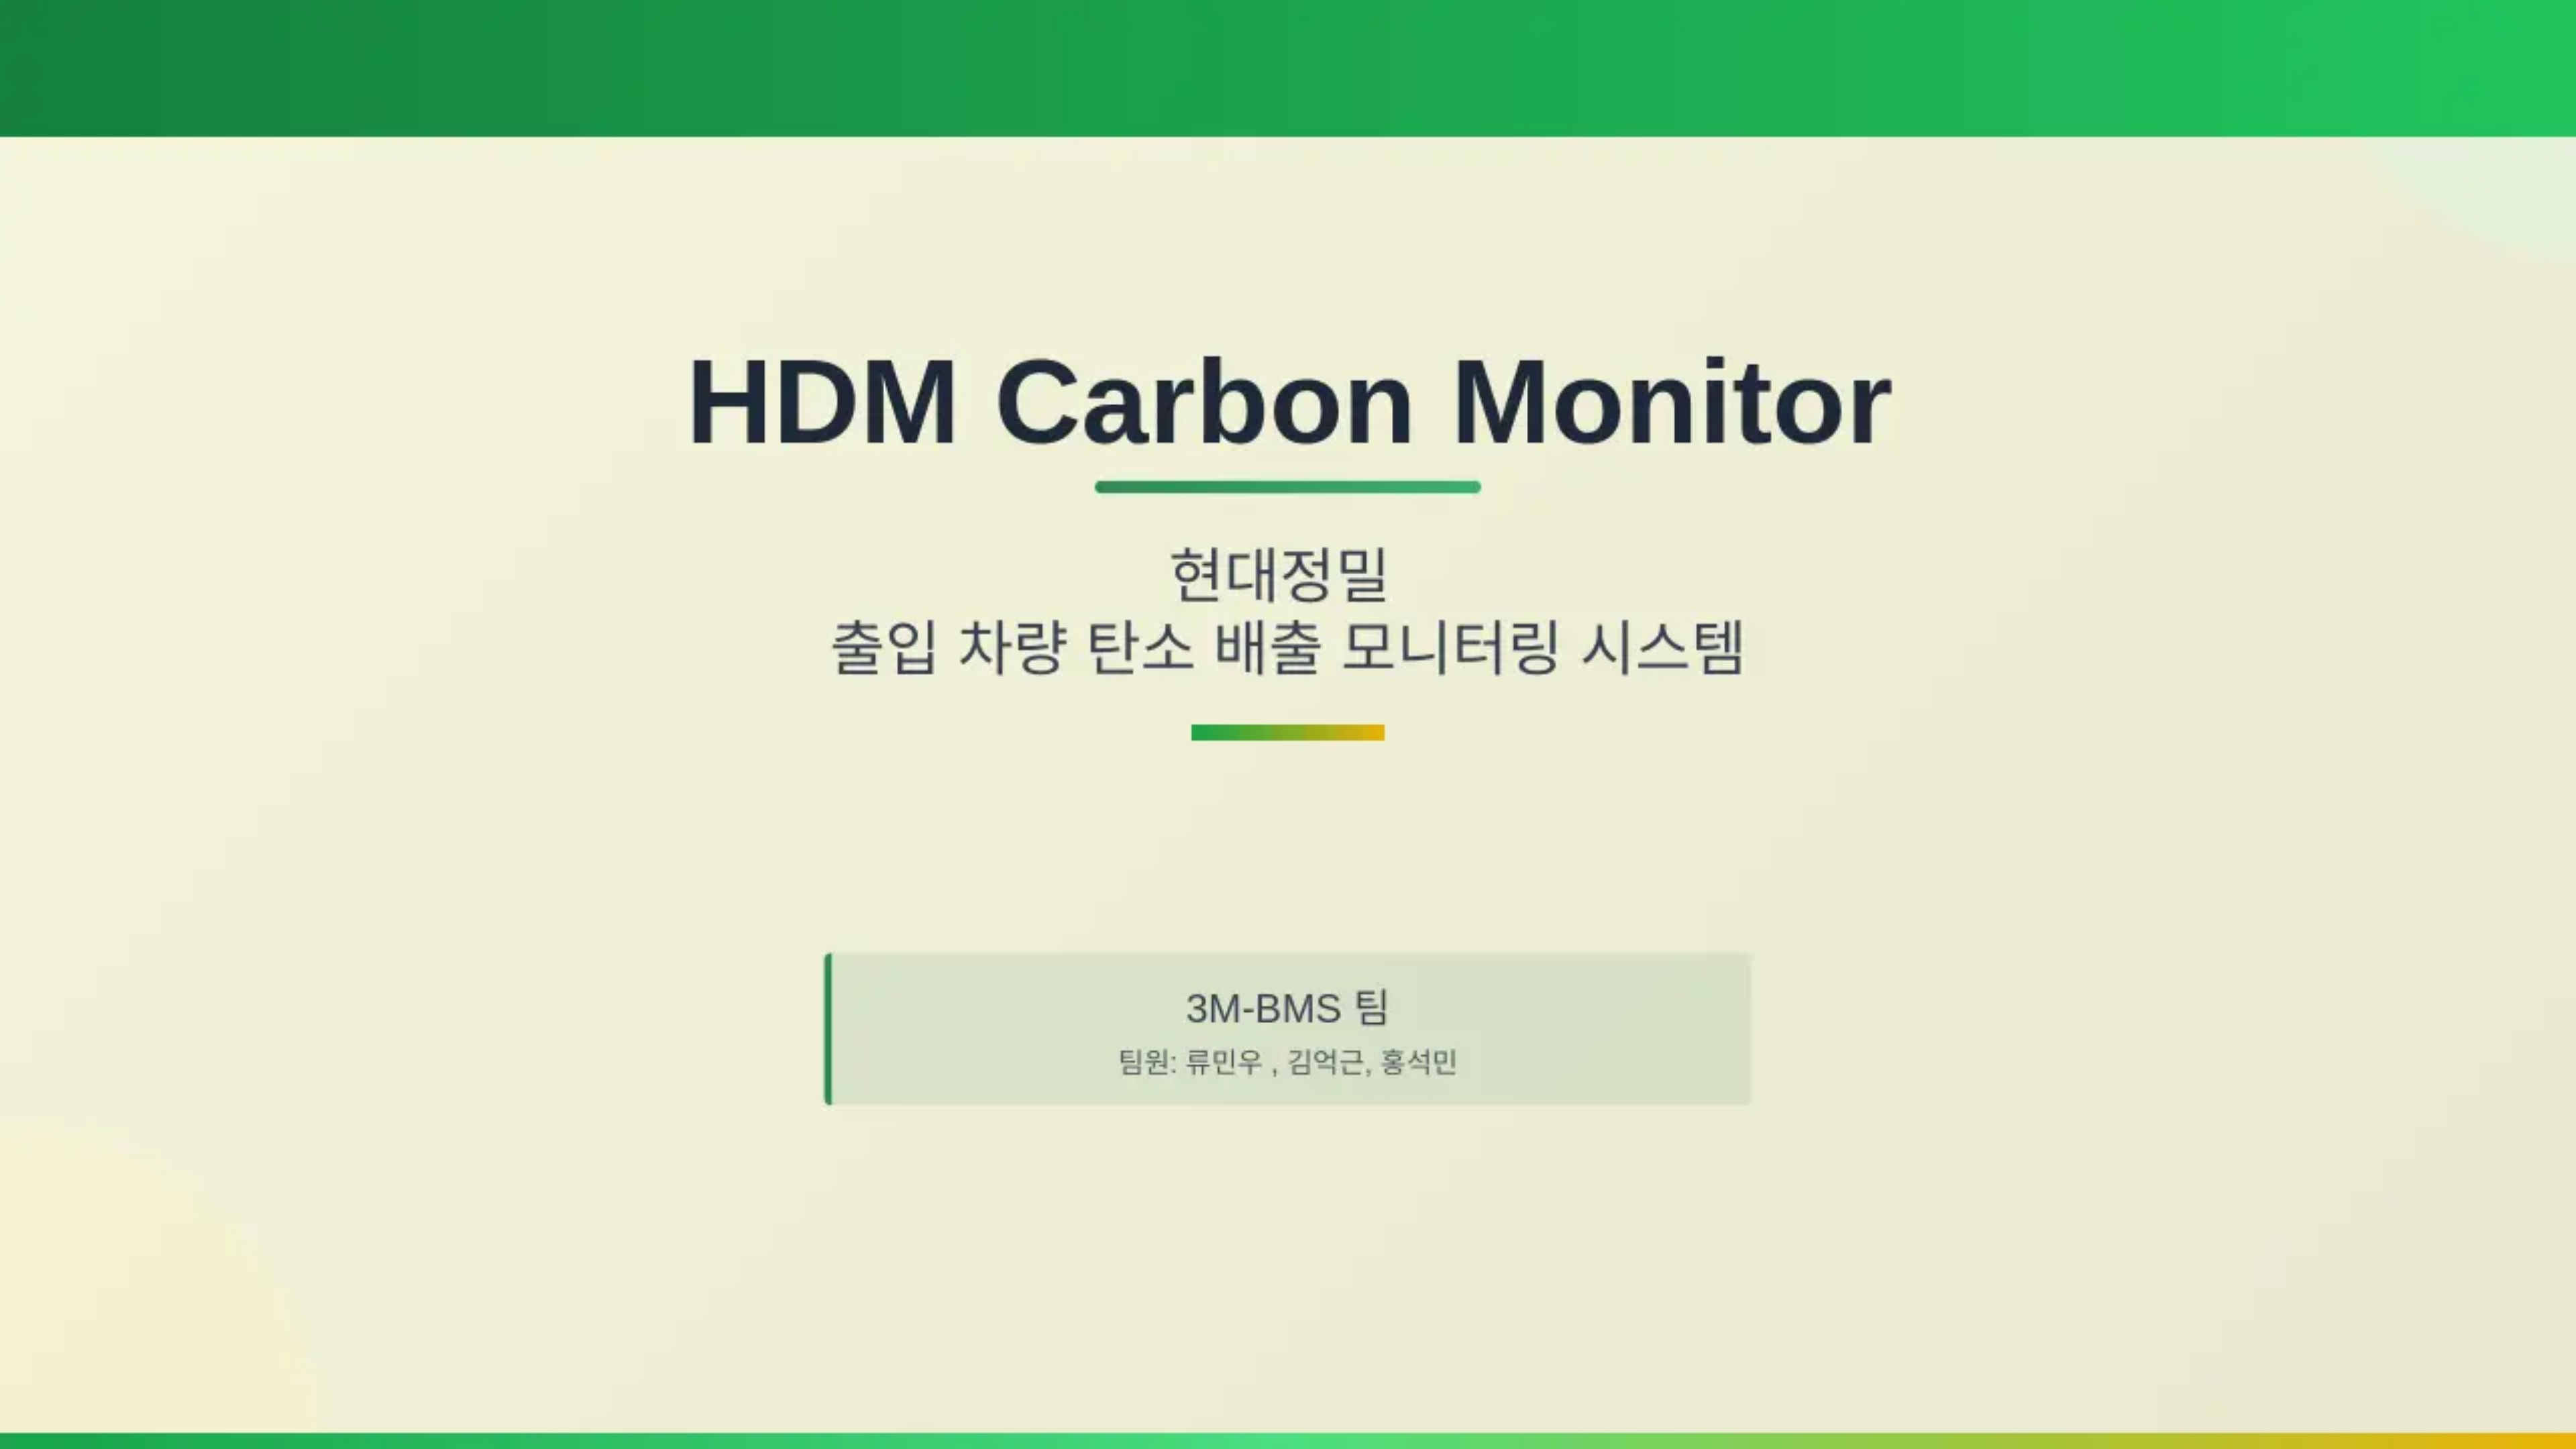 HDM Carbon Monitor
현대정밀
출입 차량 탄소 배출 모니터링 시스템
3M-BMS 팀
팀원: 류민우 , 김억근, 홍석민